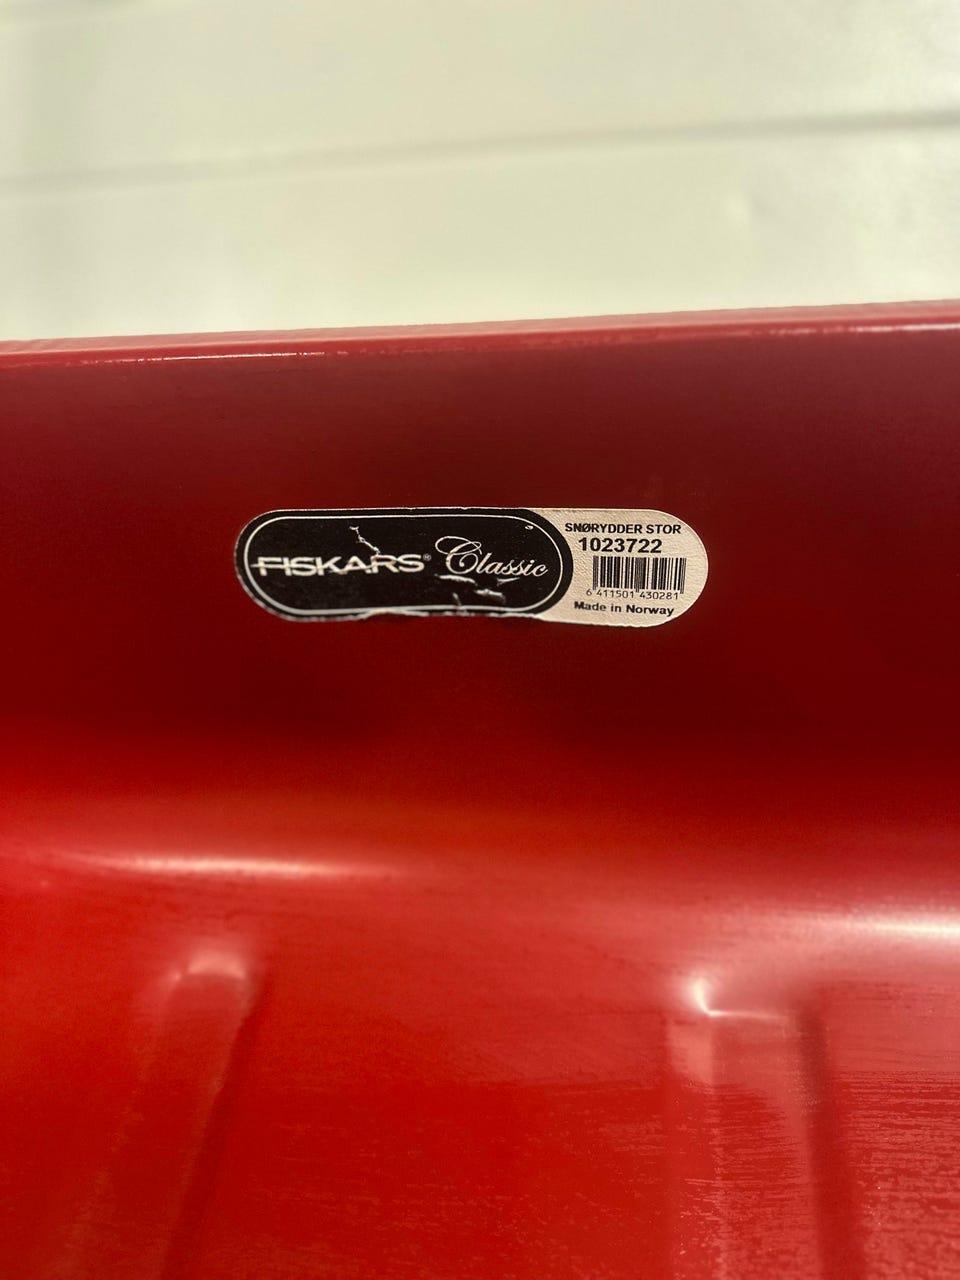 FISKARS® Classic
SNØRYDDER STOR
1023722
6 411501 430281
Made in Norway